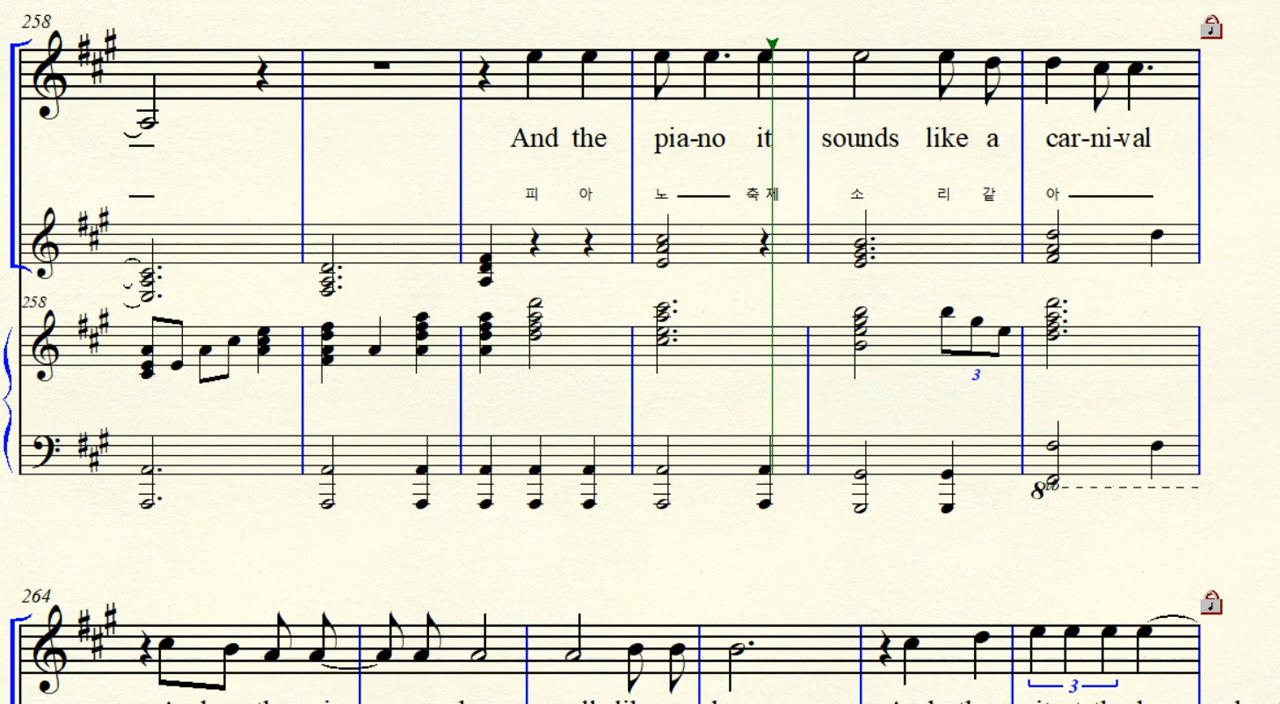 258
And the pia-no it sounds like a car-ni-val
피 아 노 축 제 소 리 같 아
258
3
8vb
264
3